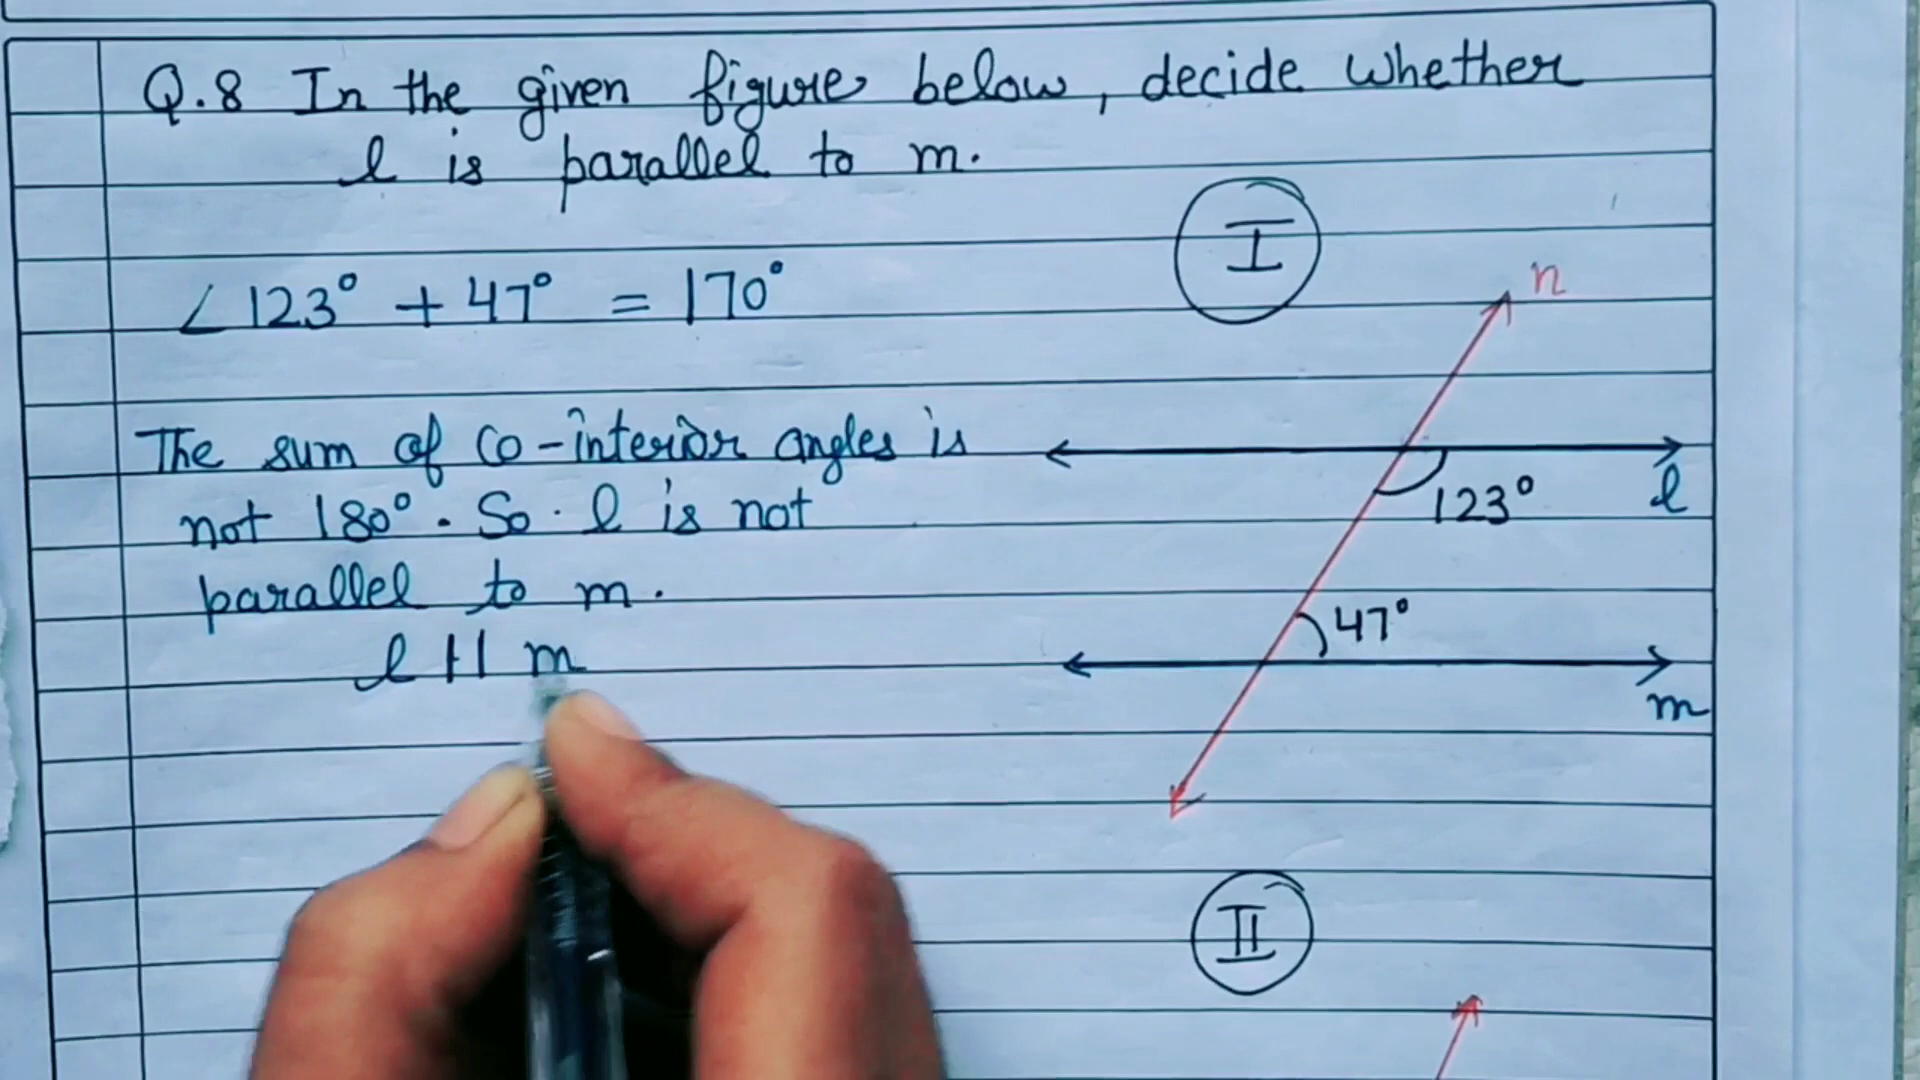 Q.8 In the given figure below, decide whether
l is parallel to m.
I
n
∠123° + 47° = 170°
The sum of co-interior angles is
not 180°. So. l is not
parallel to m.
l || m
123°
l
47°
m
II